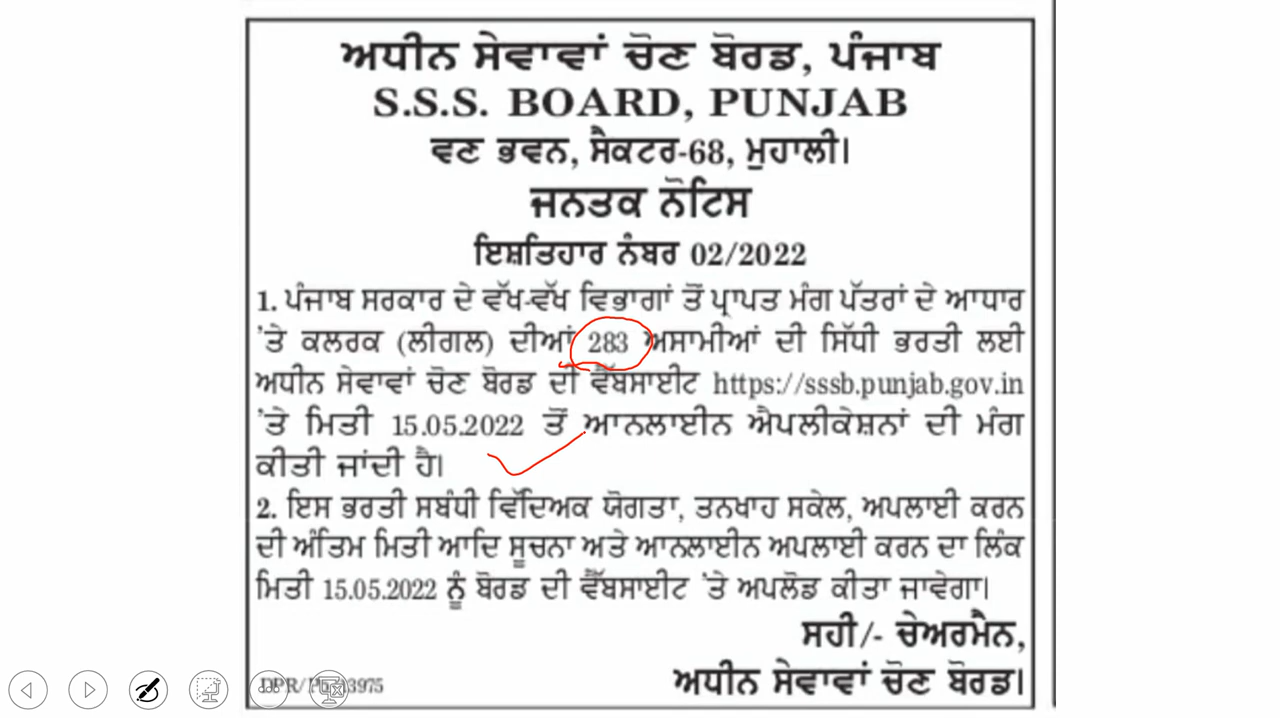 ਅਧੀਨ ਸੇਵਾਵਾਂ ਚੋਣ ਬੋਰਡ, ਪੰਜਾਬ
S.S.S. BOARD, PUNJAB
ਵਣ ਭਵਨ, ਸੈਕਟਰ-68, ਮੁਹਾਲੀ।
ਜਨਤਕ ਨੋਟਿਸ
ਇਸ਼ਤਿਹਾਰ ਨੰਬਰ 02/2022
1. ਪੰਜਾਬ ਸਰਕਾਰ ਦੇ ਵੱਖ-ਵੱਖ ਵਿਭਾਗਾਂ ਤੋਂ ਪ੍ਰਾਪਤ ਮੰਗ ਪੱਤਰਾਂ ਦੇ ਆਧਾਰ
'ਤੇ ਕਲਰਕ (ਲੀਗਲ) ਦੀਆਂ 283 ਅਸਾਮੀਆਂ ਦੀ ਸਿੱਧੀ ਭਰਤੀ ਲਈ
ਅਧੀਨ ਸੇਵਾਵਾਂ ਚੋਣ ਬੋਰਡ ਦੀ ਵੈੱਬਸਾਈਟ https://sssb.punjab.gov.in
'ਤੇ ਮਿਤੀ 15.05.2022 ਤੋਂ ਆਨਲਾਈਨ ਐਪਲੀਕੇਸ਼ਨਾਂ ਦੀ ਮੰਗ
ਕੀਤੀ ਜਾਂਦੀ ਹੈ।
2. ਇਸ ਭਰਤੀ ਸਬੰਧੀ ਵਿੱਦਿਅਕ ਯੋਗਤਾ, ਤਨਖਾਹ ਸਕੇਲ, ਅਪਲਾਈ ਕਰਨ
ਦੀ ਅੰਤਿਮ ਮਿਤੀ ਆਦਿ ਸੂਚਨਾ ਅਤੇ ਆਨਲਾਈਨ ਅਪਲਾਈ ਕਰਨ ਦਾ ਲਿੰਕ
ਮਿਤੀ 15.05.2022 ਨੂੰ ਬੋਰਡ ਦੀ ਵੈੱਬਸਾਈਟ 'ਤੇ ਅਪਲੋਡ ਕੀਤਾ ਜਾਵੇਗਾ।
ਸਹੀ/- ਚੇਅਰਮੈਨ,
ਅਧੀਨ ਸੇਵਾਵਾਂ ਚੋਣ ਬੋਰਡ।